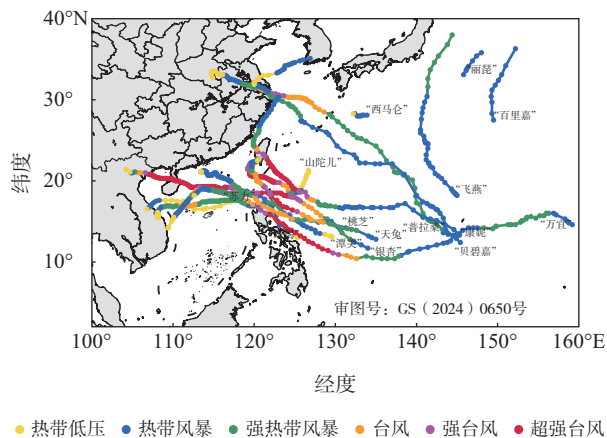 40°N
30°
20°
10°
纬度
“丽琵”
“西马仑”
“百里嘉”
“山陀儿”
“飞燕”
“桃芝”
“天兔”
“普拉桑”
“康妮”
“万宜”
“潭美”
“银杏”
“贝碧嘉”
审图号：GS（2024）0650号
100°
110°
120°
130°
140°
150°
160°E
经度
热带低压
热带风暴
强热带风暴
台风
强台风
超强台风